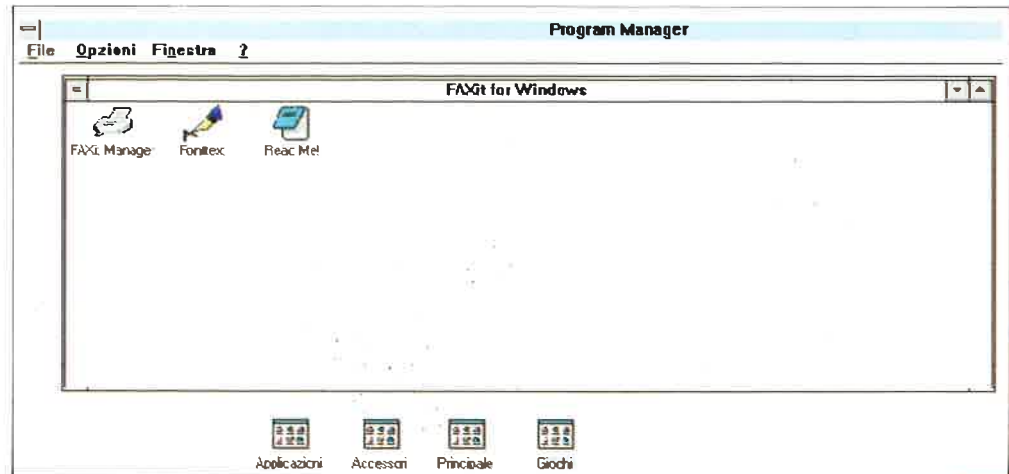 Program Manager
File Opzioni Finestra ?
FAXit for Windows
FAXit Manager Fonttex Read Me!
Applicazioni Accessori Principale Giochi